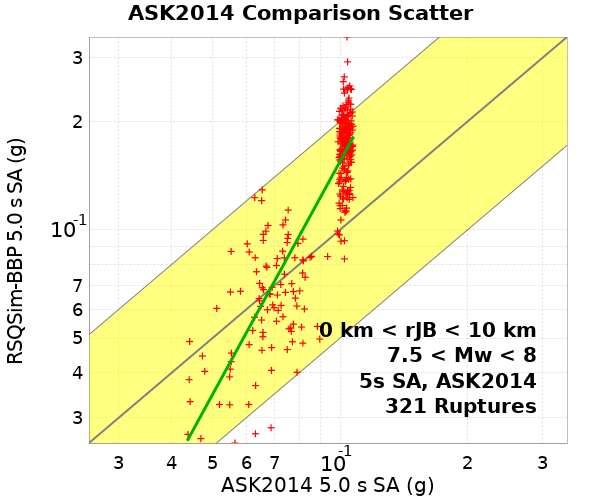 ASK2014 Comparison Scatter
RSQSim-BBP 5.0 s SA (g)
3
2
10^-1
7
6
5
4
3
0 km < rJB < 10 km
7.5 < Mw < 8
5s SA, ASK2014
321 Ruptures
3 4 5 6 7 10^-1 2 3
ASK2014 5.0 s SA (g)